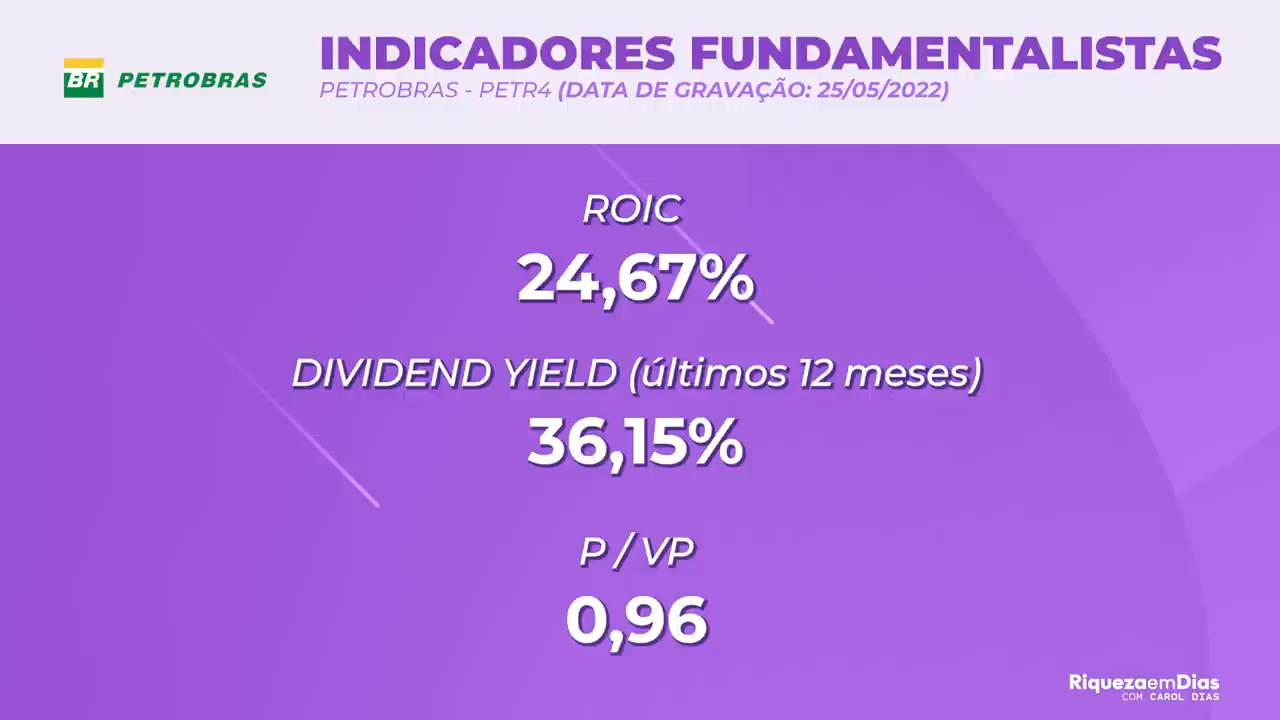 BR PETROBRAS
INDICADORES FUNDAMENTALISTAS
PETROBRAS - PETR4 (DATA DE GRAVAÇÃO: 25/05/2022)
ROIC
24,67%
DIVIDEND YIELD (últimos 12 meses)
36,15%
P / VP
0,96
RiquezaemDias
COM CAROL DIAS